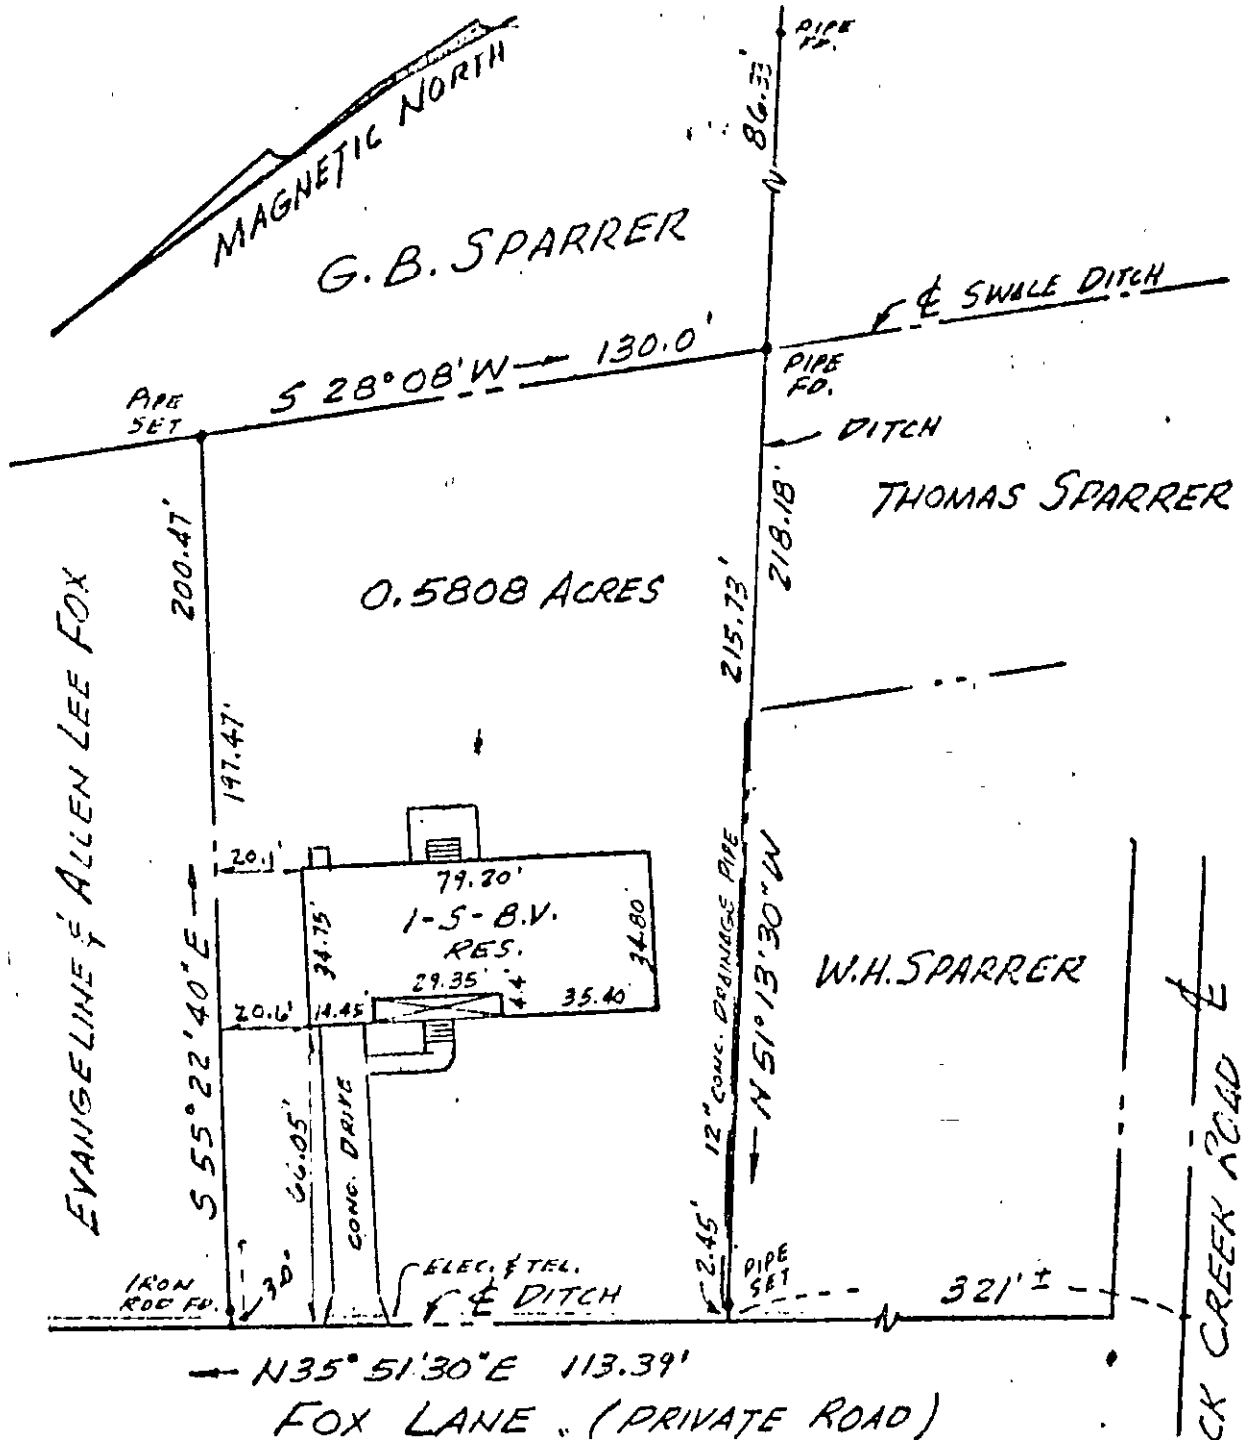 PIPE
FD.
MAGNETIC NORTH
86.33'
G.B. SPARRER
℄ SWALE DITCH
S 28°08'W → 130.0'
PIPE
SET
PIPE
FD.
DITCH
THOMAS SPARRER
200.47'
218.18'
0.5808 ACRES
215.73'
EVANGELINE & ALLEN LEE FOX
197.47'
20.1'
79.20'
1-S-B.V.
RES.
34.75'
34.80'
29.35'
4.4'
20.6'
14.45'
35.40'
12" CONC. DRAINAGE PIPE
N 51°13'30" W
W.H. SPARRER
S 55°22'40" E
66.05'
CONC. DRIVE
2.45'
PIPE
SET
321'±
IRON
ROD FD.
3.0'
ELEC. & TEL.
℄ DITCH
← N35°51'30"E 113.39'
FOX LANE. (PRIVATE ROAD)
CK CREEK ROAD ℄